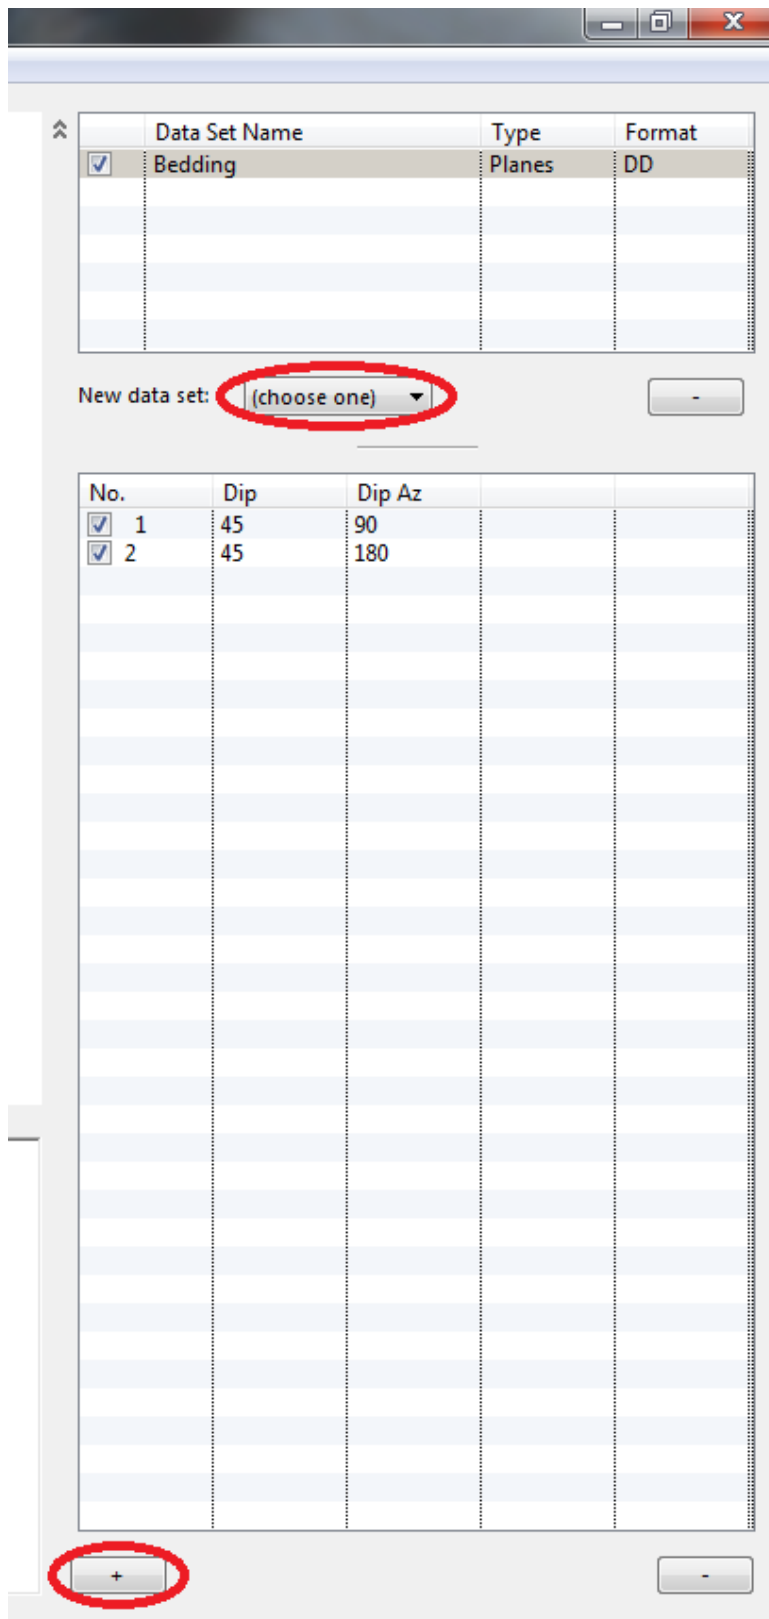 Data Set Name Type Format
Bedding Planes DD
New data set: (choose one) -
No. Dip Dip Az
1 45 90
2 45 180
+ -